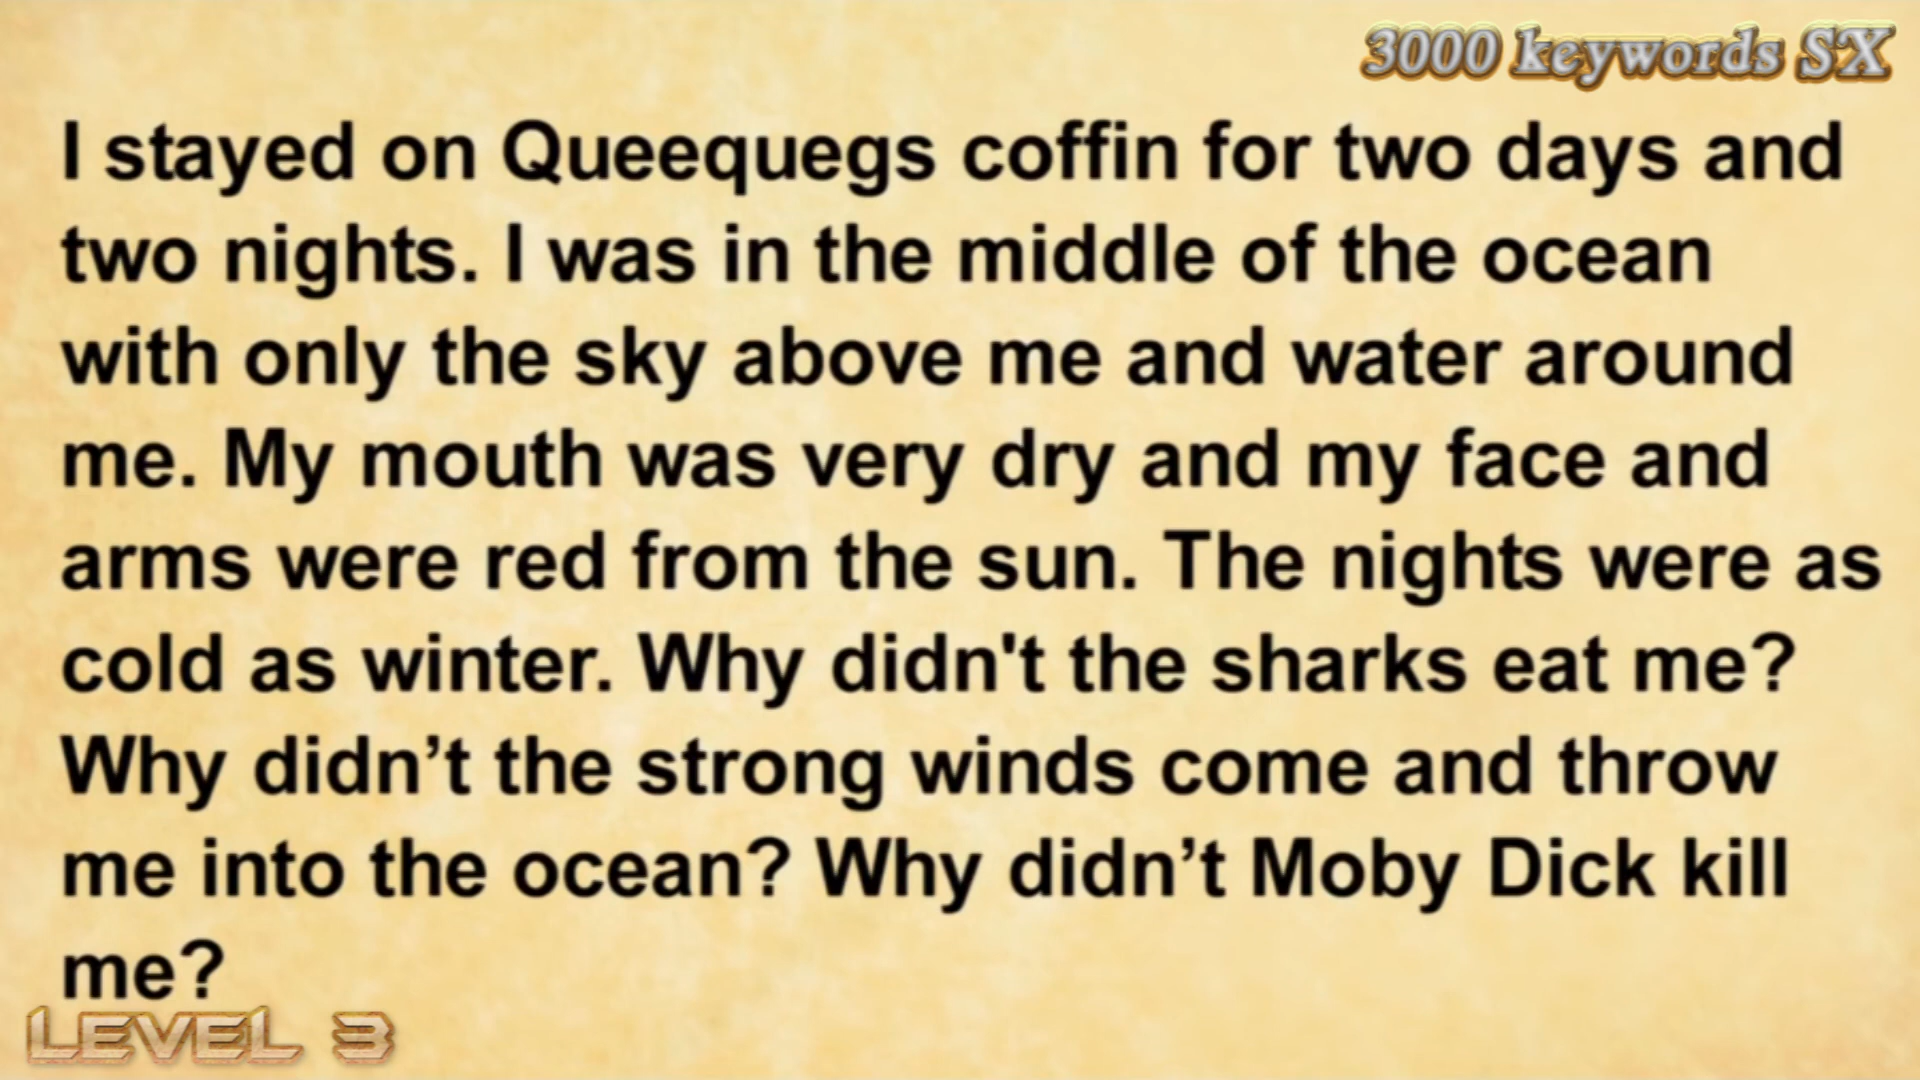 3000 keywords SX
I stayed on Queequegs coffin for two days and
two nights. I was in the middle of the ocean
with only the sky above me and water around
me. My mouth was very dry and my face and
arms were red from the sun. The nights were as
cold as winter. Why didn't the sharks eat me?
Why didn’t the strong winds come and throw
me into the ocean? Why didn’t Moby Dick kill
me?
LEVEL 3